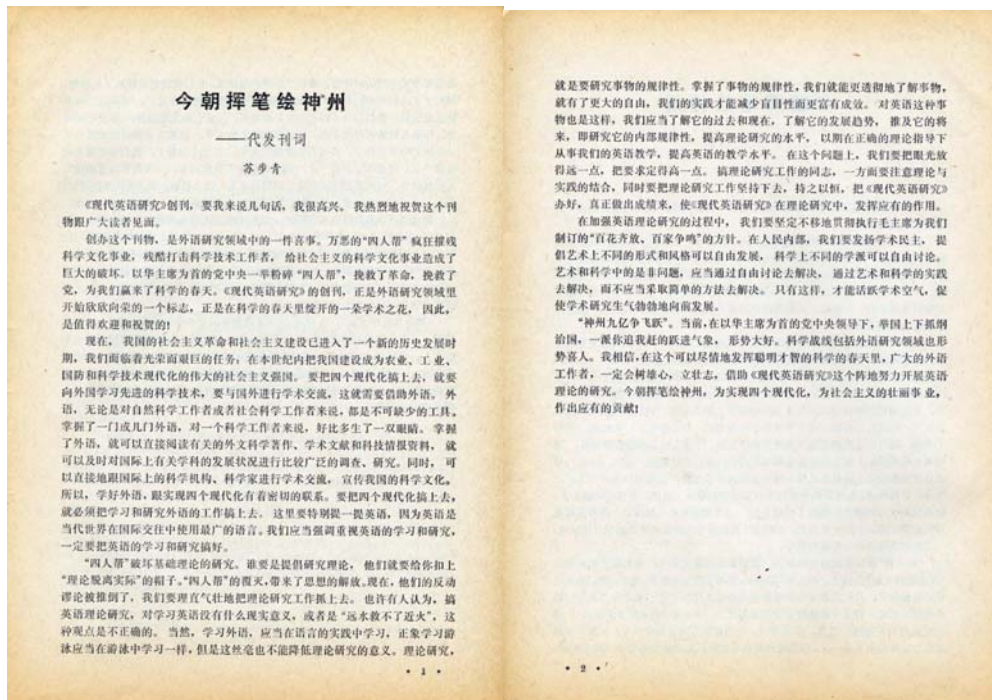 今朝挥笔绘神州
——代发刊词
苏步青
《现代英语研究》创刊，要我来说几句话，我很高兴。我热烈地祝贺这个刊
物跟广大读者见面。
创办这个刊物，是外语研究领域中的一件喜事。万恶的“四人帮”疯狂摧残
科学文化事业，残酷打击科学技术工作者，给社会主义的科学文化事业造成了
巨大的破坏。以华主席为首的党中央一举粉碎“四人帮”，挽救了革命，挽救了
党，为我们赢来了科学的春天。《现代英语研究》的创刊，正是外语研究领域里
开始欣欣向荣的一个标志，正是在科学的春天里绽开的一朵学术之花，因此，
是值得欢迎和祝贺的！
现在，我国的社会主义革命和社会主义建设已进入了一个新的历史发展时
期，我们面临着光荣而艰巨的任务：在本世纪内把我国建设成为农业、工业、
国防和科学技术现代化的伟大的社会主义强国。要把四个现代化搞上去，就要
向外国学习先进的科学技术，要与国外进行学术交流，这就需要借助外语。外
语，无论是对自然科学工作者或者社会科学工作者来说，都是不可缺少的工具。
掌握了一门或几门外语，对一个科学工作者来说，好比多生了一双眼睛。掌握
了外语，就可以直接阅读有关的外文科学著作、学术文献和科技情报资料，就
可以及时对国际上有关学科的发展状况进行比较广泛的调查、研究。同时，可
以直接地跟国际上的科学机构、科学家进行学术交流，宣传我国的科学文化。
所以，学好外语，跟实现四个现代化有着密切的联系。要把四个现代化搞上去，
就必须把学习和研究外语的工作搞上去。这里要特别提一提英语，因为英语是
当代世界在国际交往中使用最广的语言。我们应当强调重视英语的学习和研究，
一定要把英语的学习和研究搞好。
“四人帮”破坏基础理论的研究。谁要是提倡研究理论，他们就要给你扣上
“理论脱离实际”的帽子。“四人帮”的覆灭，带来了思想的解放。现在，他们的反动
谬论被推倒了，我们要理直气壮地把理论研究工作抓上去。也许有人认为，搞
英语理论研究，对学习英语没有什么现实意义，或者是“远水救不了近火”，这
种观点是不正确的。当然，学习外语，应当在语言的实践中学习，正象学习游
泳应当在游泳中学习一样，但是这丝毫也不能降低理论研究的意义。理论研究，
• 1 •
就是要研究事物的规律性。掌握了事物的规律性，我们就能更透彻地了解事物，
就有了更大的自由，我们的实践才能减少盲目性而更富有成效。对英语这种事
物也是这样，我们应当了解它的过去和现在，了解它的发展趋势，推及它的将
来，即研究它的内部规律性，提高理论研究的水平，以期在正确的理论指导下
从事我们的英语教学，提高英语的教学水平。在这个问题上，我们要把眼光放
得远一点，把要求定得高一点。搞理论研究工作的同志，一方面要注意理论与
实践的结合，同时要把理论研究工作坚持下去，持之以恒，把《现代英语研究》
办好，真正做出成绩来，使《现代英语研究》在理论研究中，发挥应有的作用。
在加强英语理论研究的过程中，我们要坚定不移地贯彻执行毛主席为我们
制订的“百花齐放、百家争鸣”的方针。在人民内部，我们要发扬学术民主，提
倡艺术上不同的形式和风格可以自由发展，科学上不同的学派可以自由讨论。
艺术和科学中的是非问题，应当通过自由讨论去解决，通过艺术和科学的实践
去解决，而不应当采取简单的方法去解决。只有这样，才能活跃学术空气，促
使学术研究生气勃勃地向前发展。
“神州九亿争飞跃”。当前，在以华主席为首的党中央领导下，举国上下抓纲
治国，一派你追我赶的跃进气象，形势大好。科学战线包括外语研究领域也形
势喜人。我相信，在这个可以尽情地发挥聪明才智的科学的春天里，广大的外语
工作者，一定会树雄心，立壮志，借助《现代英语研究》这个阵地努力开展英语
理论的研究。今朝挥笔绘神州，为实现四个现代化，为社会主义的壮丽事业，
作出应有的贡献！
• 2 •